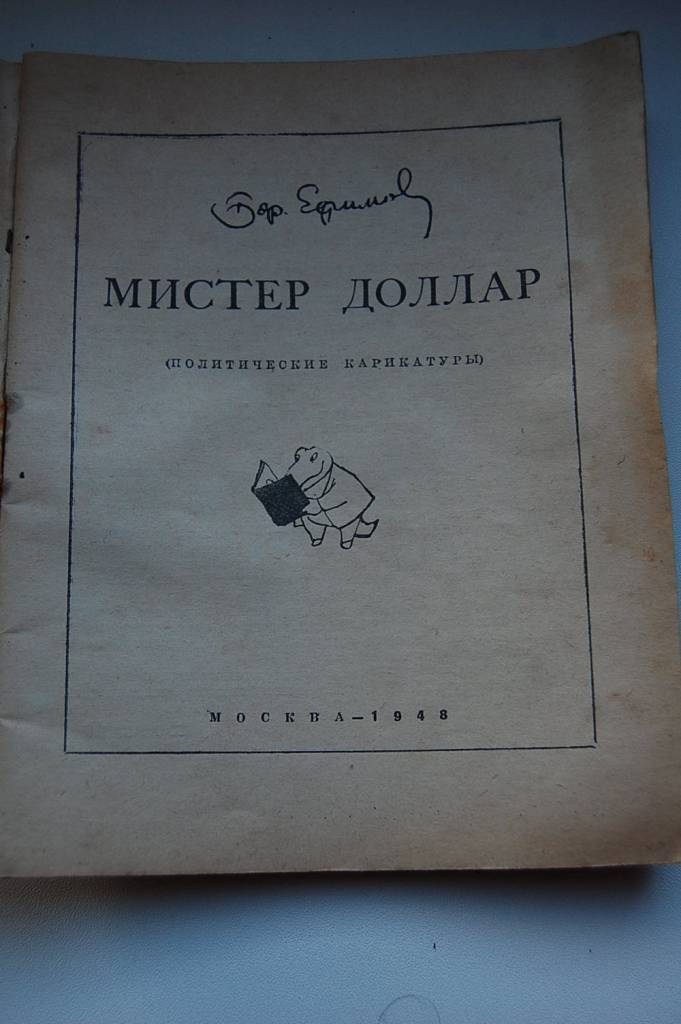 Бор. Ефимов
МИСТЕР ДОЛЛАР
(ПОЛИТИЧЕСКИЕ КАРИКАТУРЫ)
МОСКВА—1948